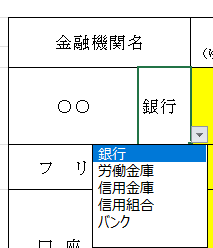 金融機関名
〇〇 銀行
銀行
労働金庫
信用金庫
信用組合
バンク
フ リ
口 座